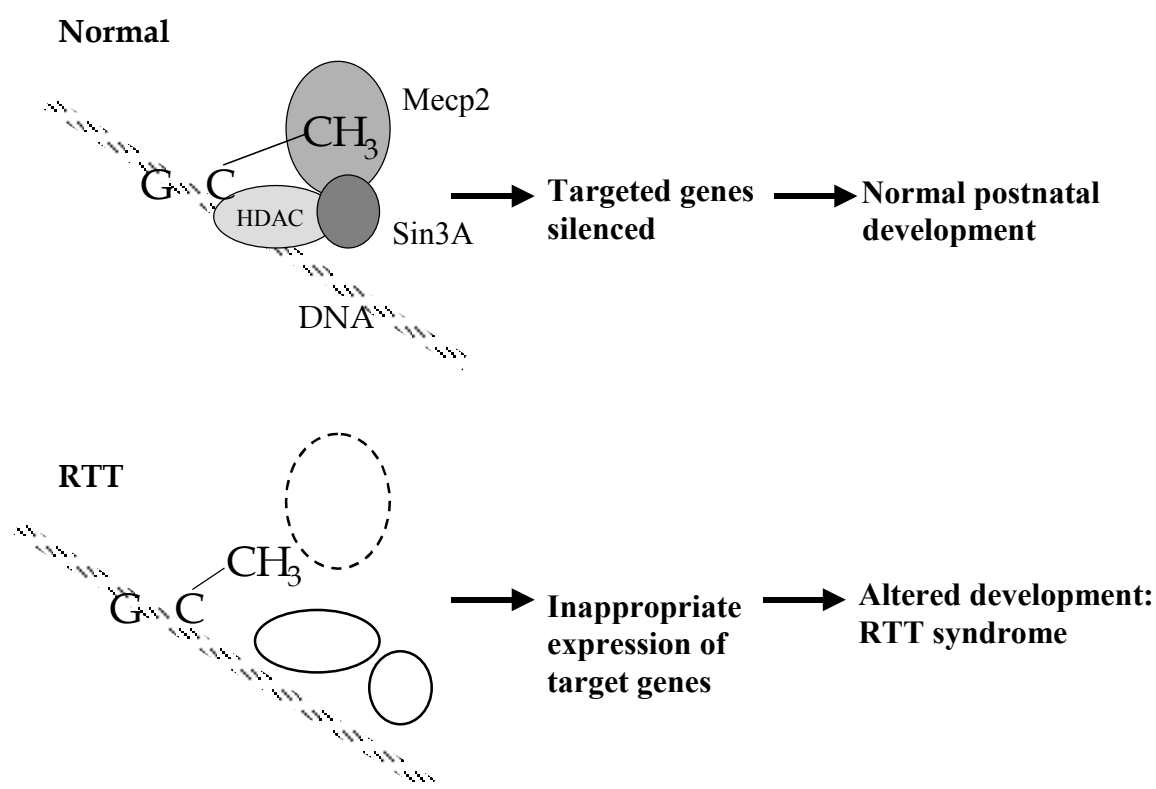 Normal
Mecp2
CH3
G C
HDAC
Sin3A
DNA
Targeted genes
silenced
Normal postnatal
development
RTT
CH3
G C
Inappropriate
expression of
target genes
Altered development:
RTT syndrome